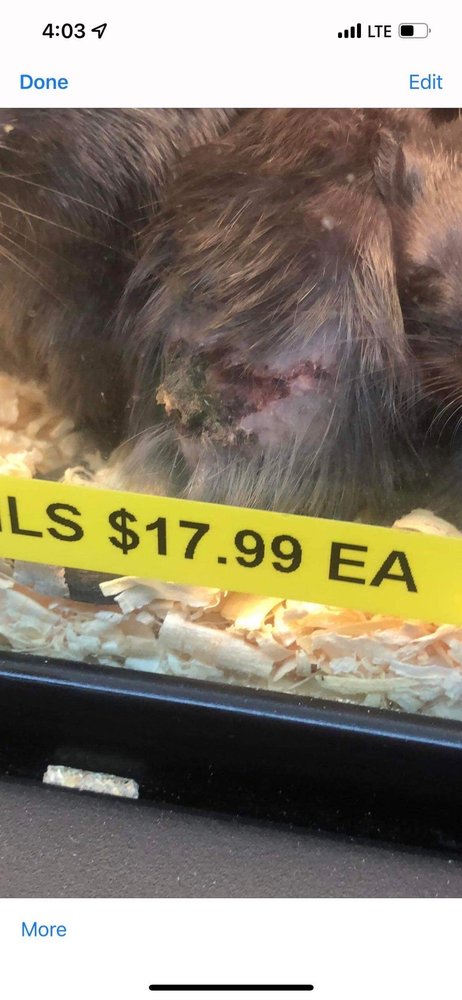 4:03 LTE
Done Edit
LS $17.99 EA
More